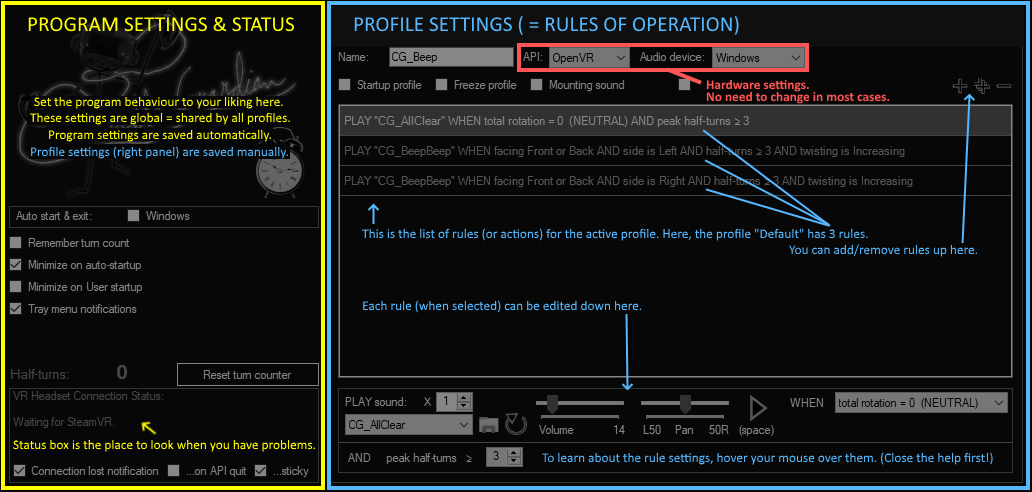 PROGRAM SETTINGS & STATUS
Guardian
Set the program behaviour to your liking here.
These settings are global = shared by all profiles.
Program settings are saved automatically.
Profile settings (right panel) are saved manually.
Auto start & exit:
Windows
Remember turn count
Minimize on auto-startup
Minimize on User startup
Tray menu notifications
Half-turns: 0
Reset turn counter
VR Headset Connection Status:
Waiting for SteamVR.
Status box is the place to look when you have problems.
Connection lost notification
...on API quit
...sticky
PROFILE SETTINGS ( = RULES OF OPERATION)
Name: CG_Beep
API: OpenVR
Audio device: Windows
Startup profile
Freeze profile
Mounting sound
Hardware settings.
No need to change in most cases.
PLAY "CG_AllClear" WHEN total rotation = 0 (NEUTRAL) AND peak half-turns ≥ 3
PLAY "CG_BeepBeep" WHEN facing Front or Back AND side is Left AND half-turns ≥ 3 AND twisting is Increasing
PLAY "CG_BeepBeep" WHEN facing Front or Back AND side is Right AND half-turns ≥ 3 AND twisting is Increasing
This is the list of rules (or actions) for the active profile. Here, the profile "Default" has 3 rules.
You can add/remove rules up here.
Each rule (when selected) can be edited down here.
PLAY sound: X 1
CG_AllClear
Volume 14
L50 Pan 50R
(space)
WHEN total rotation = 0 (NEUTRAL)
AND peak half-turns ≥ 3
To learn about the rule settings, hover your mouse over them. (Close the help first!)